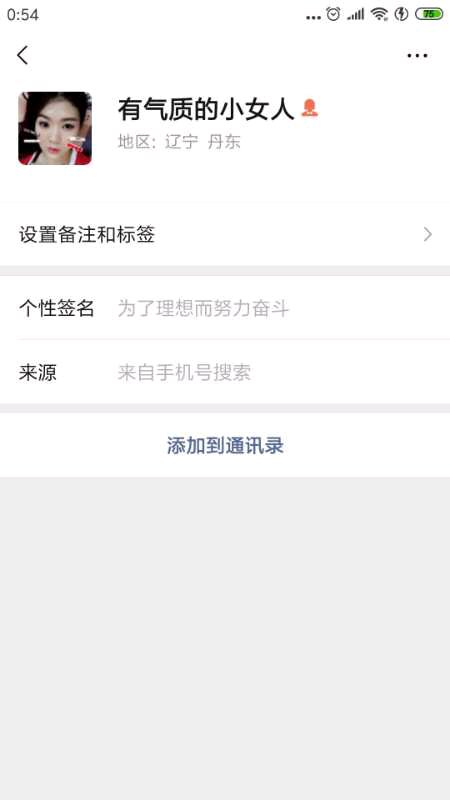 0:54
75
有气质的小女人
地区: 辽宁 丹东
设置备注和标签
个性签名 为了理想而努力奋斗
来源 来自手机号搜索
添加到通讯录